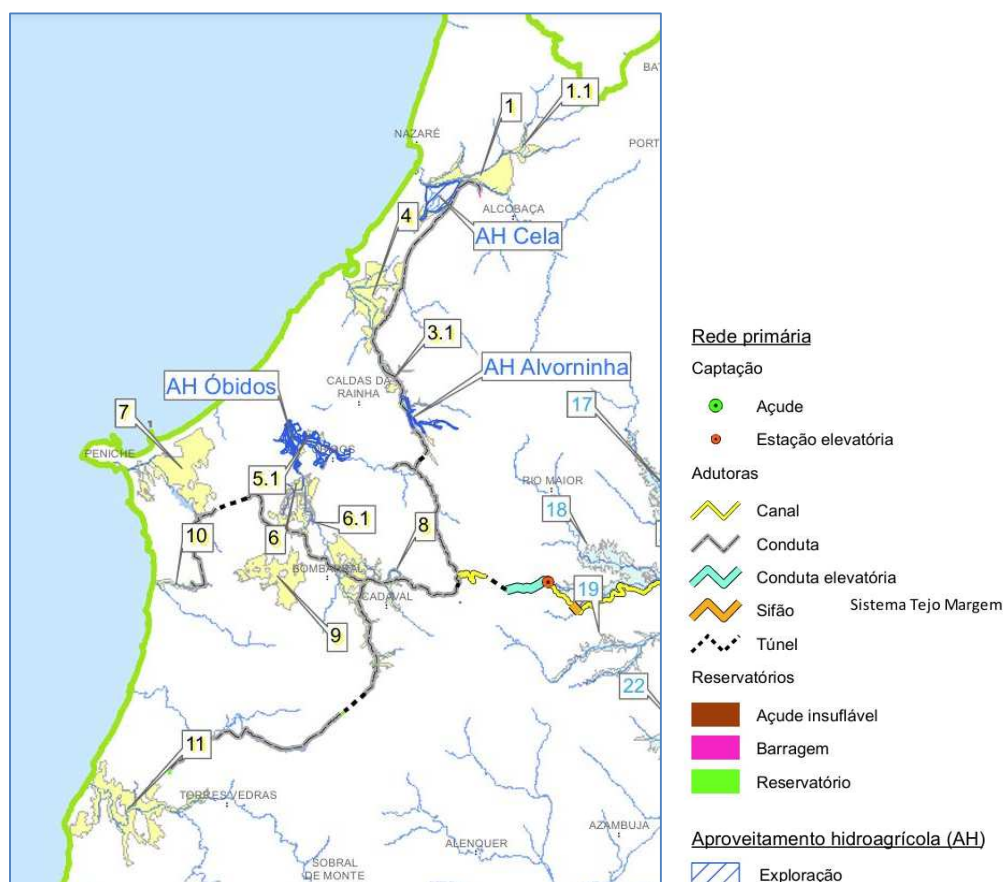 BA
1.1
1
NAZARÉ
PORT
ALCOBAÇA
4
AH Cela
3.1
AH Alvorninha
CALDAS DA
RAINHA
AH Óbidos
17
7
PENICHE
5.1
RIO MAIOR
18
6.1
8
10
6
BOMBARRAL
19
CADAVAL
9
22
11
TORRES VEDRAS
AZAMBUJA
ALENQUER
SOBRAL
DE MONTE
Rede primária
Captação
Açude
Estação elevatória
Adutoras
Canal
Conduta
Conduta elevatória
Sifão
Sistema Tejo Margem
Túnel
Reservatórios
Açude insuflável
Barragem
Reservatório
Aproveitamento hidroagrícola (AH)
Exploração